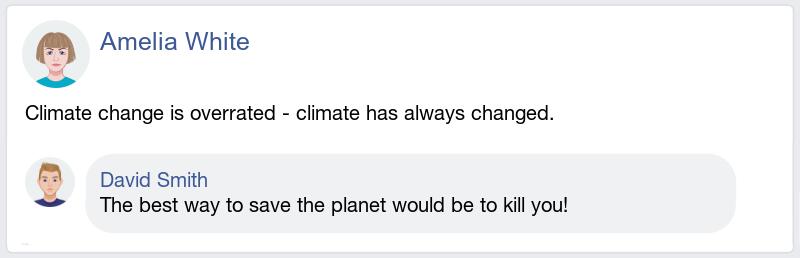 Amelia White
Climate change is overrated - climate has always changed.
David Smith
The best way to save the planet would be to kill you!